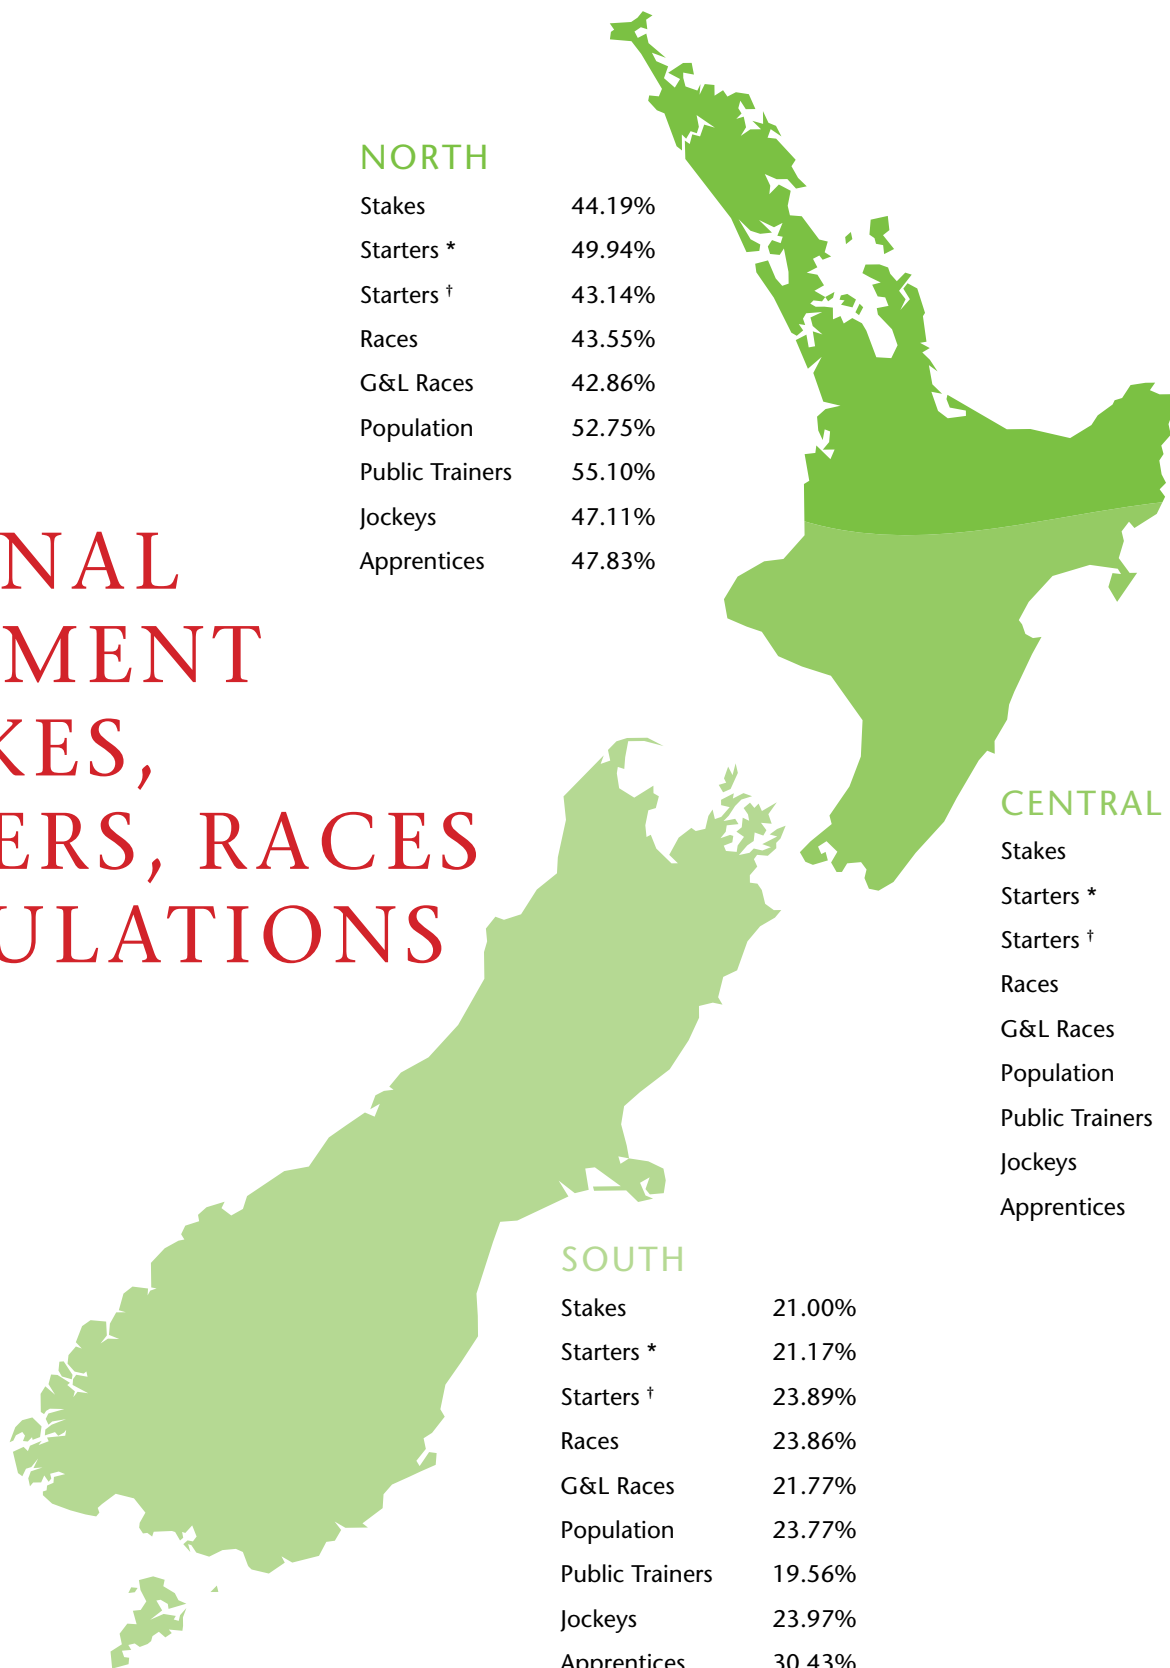 NORTH
Stakes 44.19%
Starters * 49.94%
Starters † 43.14%
Races 43.55%
G&L Races 42.86%
Population 52.75%
Public Trainers 55.10%
Jockeys 47.11%
Apprentices 47.83%
NAL
MENT
KES,
ERS, RACES
ULATIONS
CENTRAL
Stakes
Starters *
Starters †
Races
G&L Races
Population
Public Trainers
Jockeys
Apprentices
SOUTH
Stakes 21.00%
Starters * 21.17%
Starters † 23.89%
Races 23.86%
G&L Races 21.77%
Population 23.77%
Public Trainers 19.56%
Jockeys 23.97%
Apprentices 30.43%